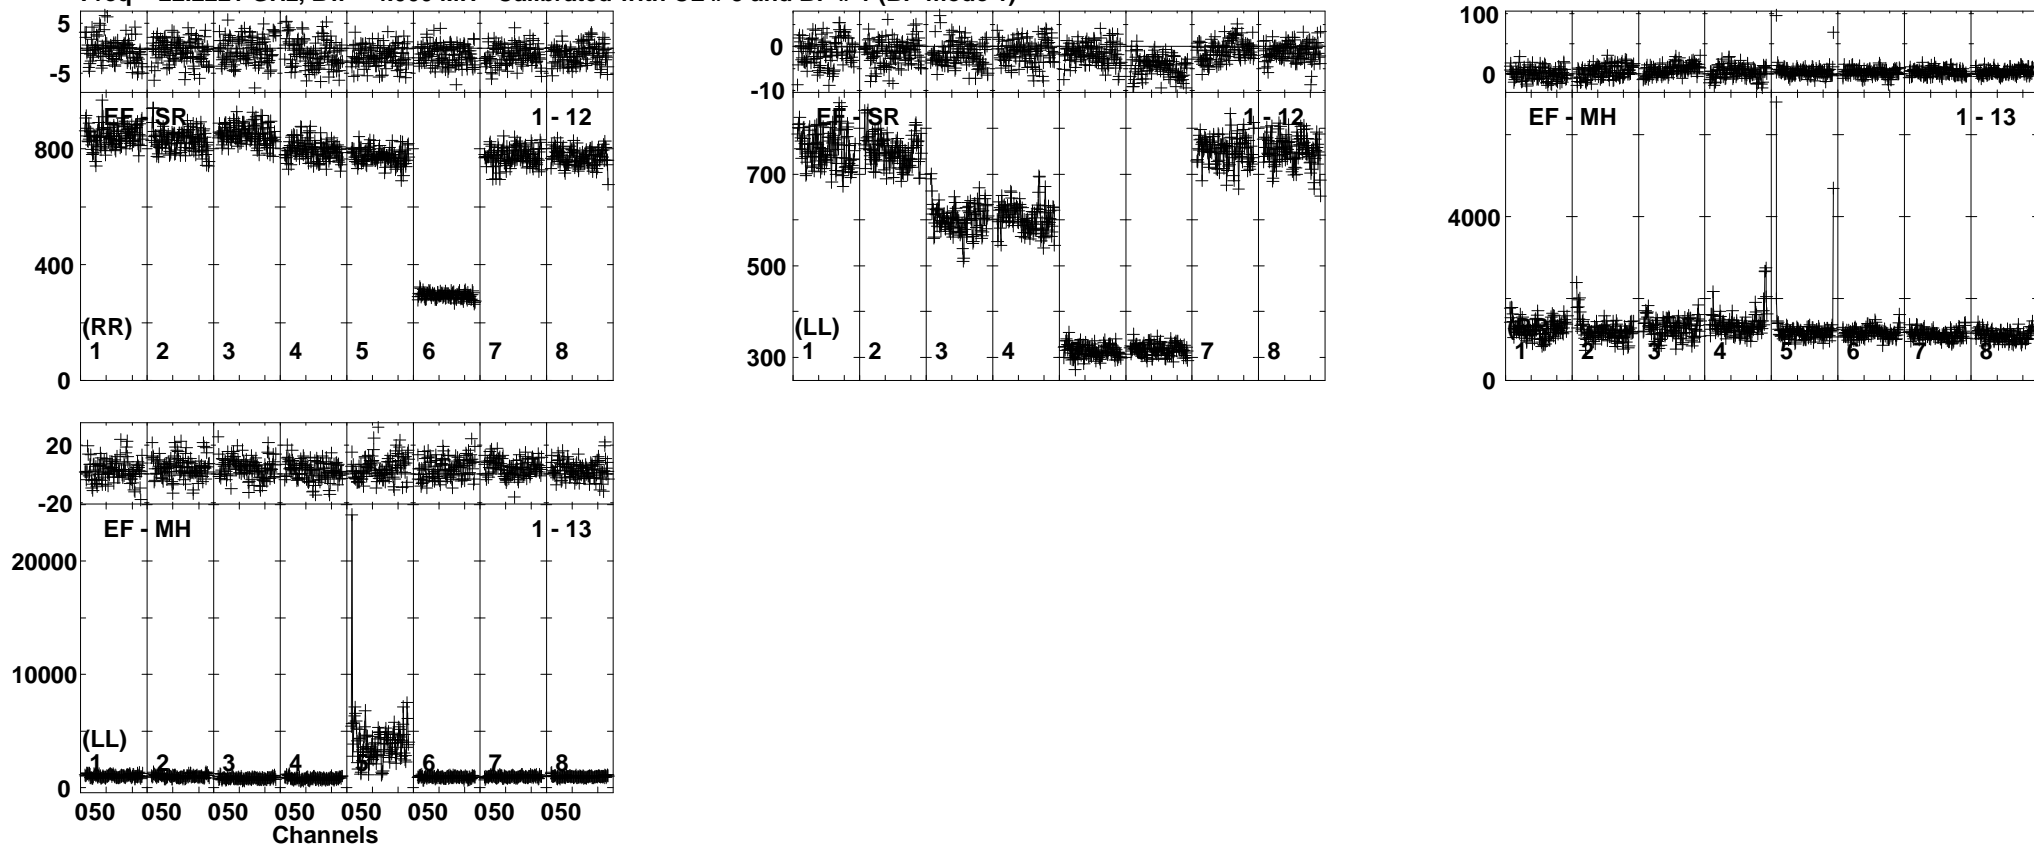 5
-5
EF - SR 1 - 12
800
400
(RR)
1 2 3 4 5 6 7 8
0
0
-10
EF - SR 1 - 12
700
500
(LL)
1 2 3 4 7 8
300
100
0
EF - MH 1 - 13
4000
1 2 3 4 5 6 7 8
0
20
-20
EF - MH 1 - 13
20000
10000
(LL)
1 2 3 4 5 6 7 8
0
050 050 050 050 050 050 050 050
Channels